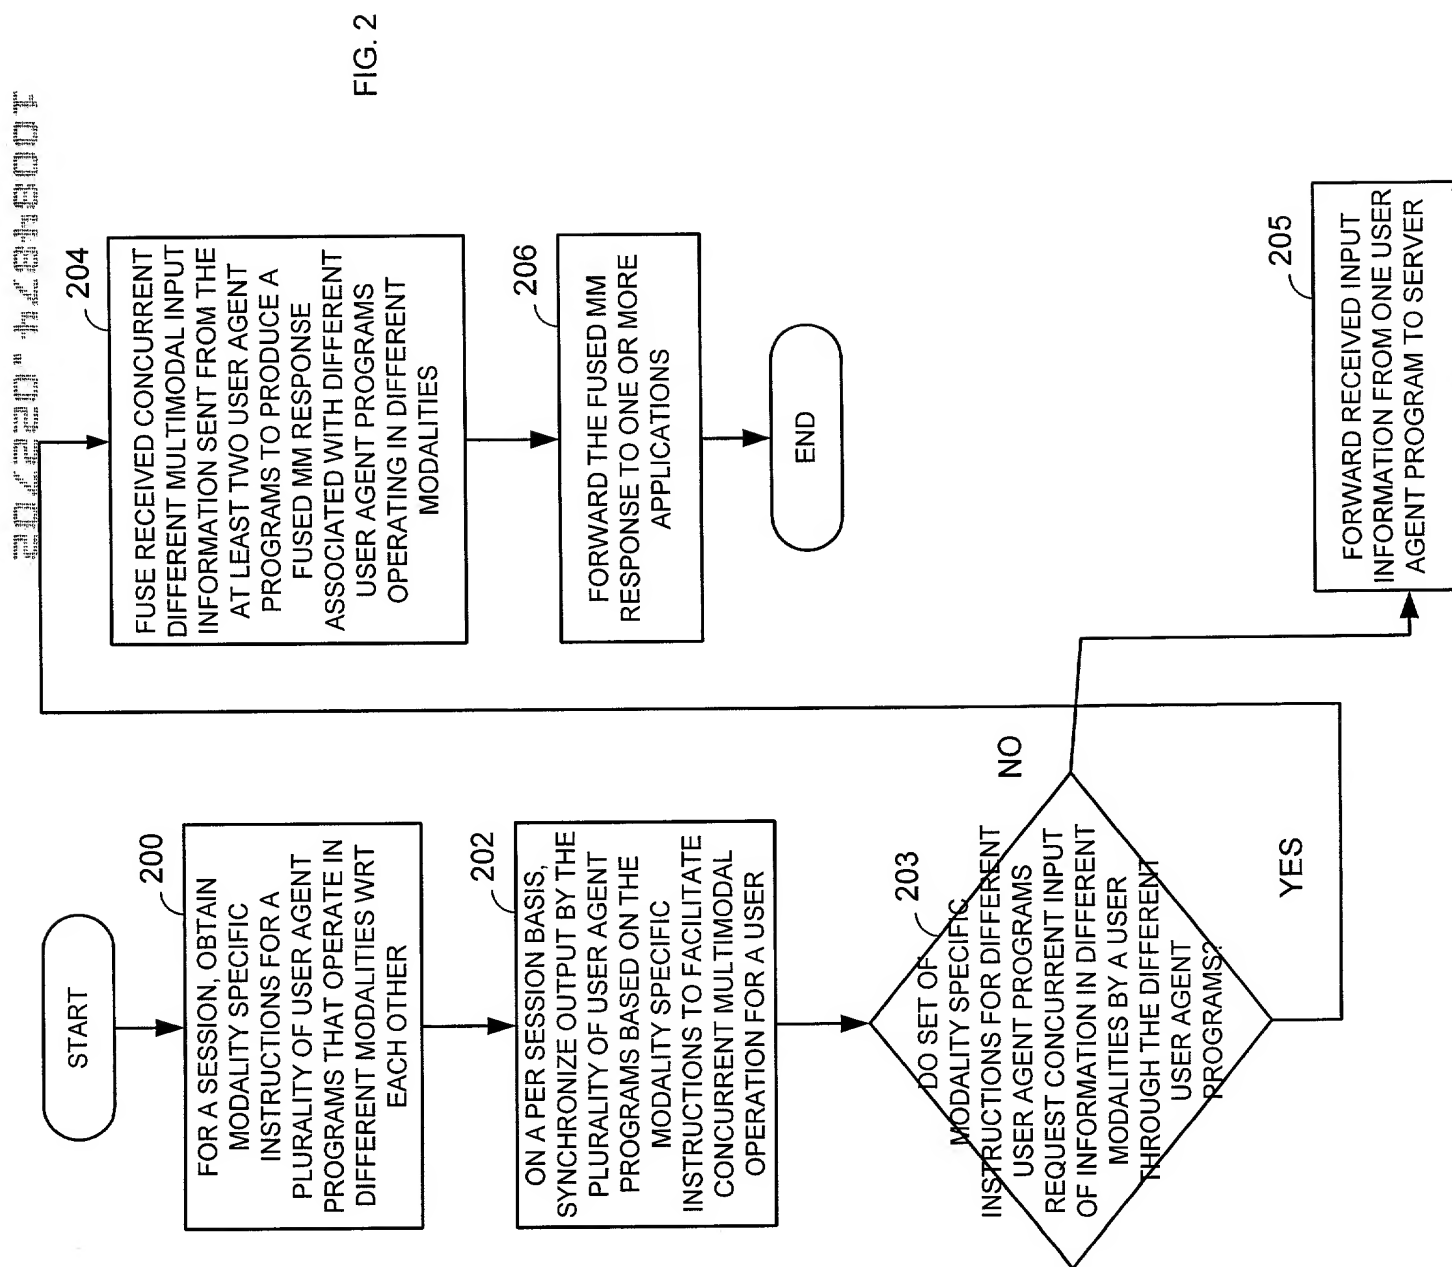 FIG. 2
START
200
FOR A SESSION, OBTAIN
MODALITY SPECIFIC
INSTRUCTIONS FOR A
PLURALITY OF USER AGENT
PROGRAMS THAT OPERATE IN
DIFFERENT MODALITIES WRT
EACH OTHER
202
ON A PER SESSION BASIS,
SYNCHRONIZE OUTPUT BY THE
PLURALITY OF USER AGENT
PROGRAMS BASED ON THE
MODALITY SPECIFIC
INSTRUCTIONS TO FACILITATE
CONCURRENT MULTIMODAL
OPERATION FOR A USER
203
DO SET OF
MODALITY SPECIFIC
INSTRUCTIONS FOR DIFFERENT
USER AGENT PROGRAMS
REQUEST CONCURRENT INPUT
OF INFORMATION IN DIFFERENT
MODALITIES BY A USER
THROUGH THE DIFFERENT
USER AGENT
PROGRAMS?
NO
YES
204
FUSE RECEIVED CONCURRENT
DIFFERENT MULTIMODAL INPUT
INFORMATION SENT FROM THE
AT LEAST TWO USER AGENT
PROGRAMS TO PRODUCE A
FUSED MM RESPONSE
ASSOCIATED WITH DIFFERENT
USER AGENT PROGRAMS
OPERATING IN DIFFERENT
MODALITIES
206
FORWARD THE FUSED MM
RESPONSE TO ONE OR MORE
APPLICATIONS
END
205
FORWARD RECEIVED INPUT
INFORMATION FROM ONE USER
AGENT PROGRAM TO SERVER